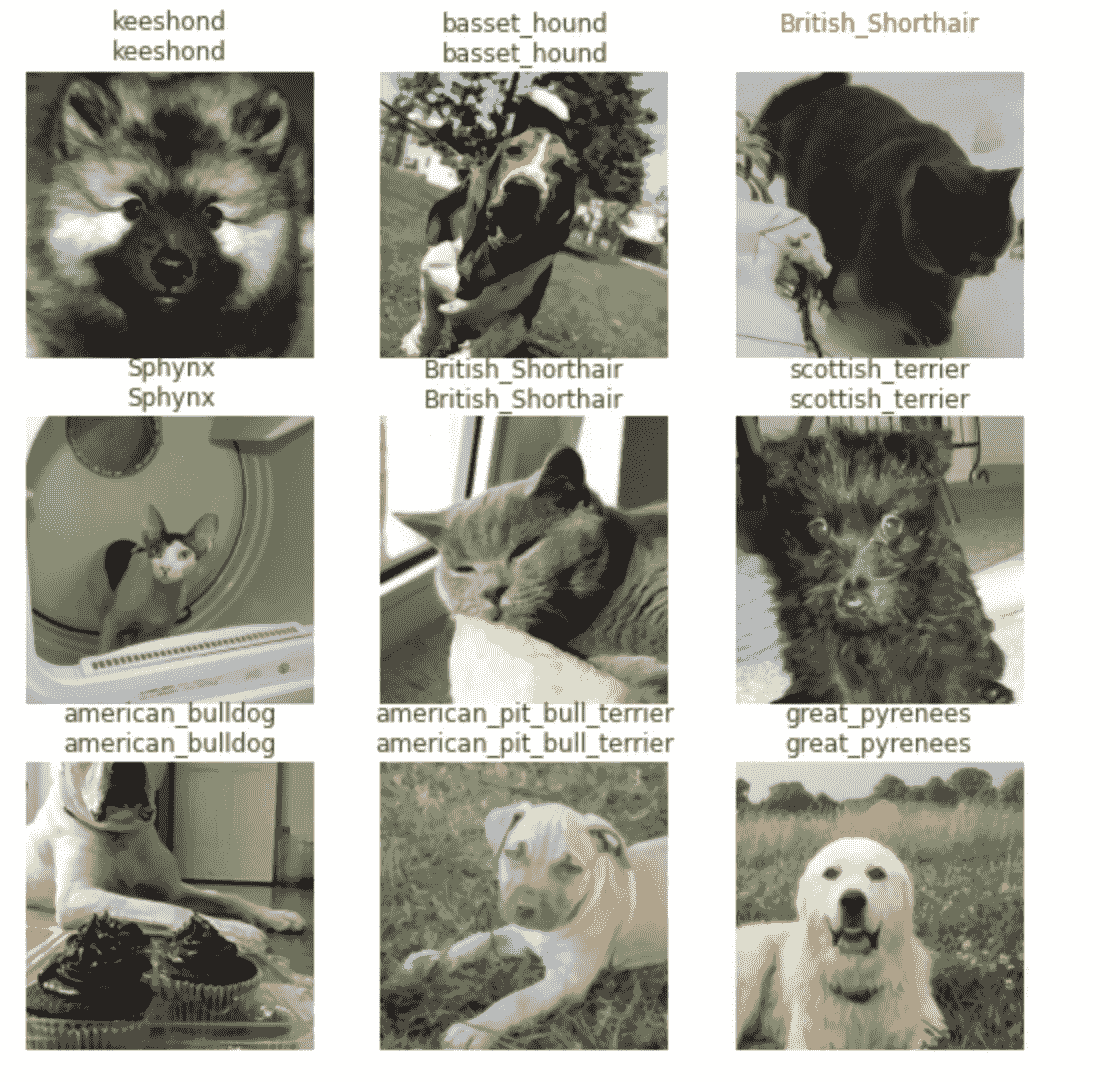 keeshond
keeshond
basset_hound
basset_hound
British_Shorthair
Sphynx
Sphynx
British_Shorthair
British_Shorthair
scottish_terrier
scottish_terrier
american_bulldog
american_bulldog
american_pit_bull_terrier
american_pit_bull_terrier
great_pyrenees
great_pyrenees